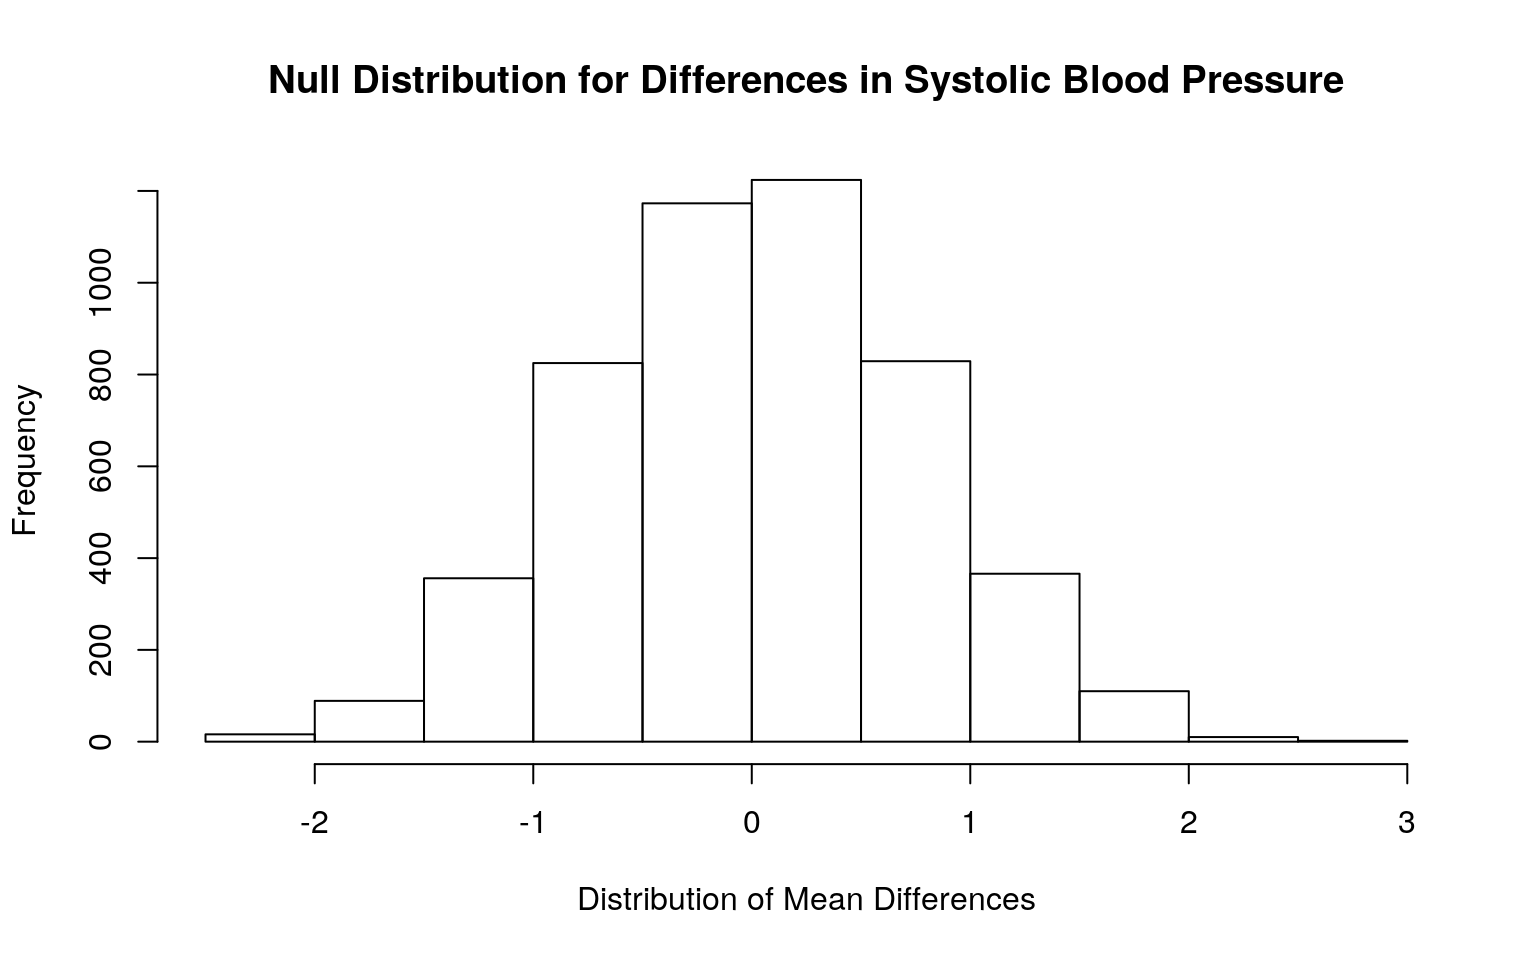 Null Distribution for Differences in Systolic Blood Pressure
Frequency
1000
800
600
400
200
0
-2 -1 0 1 2 3
Distribution of Mean Differences